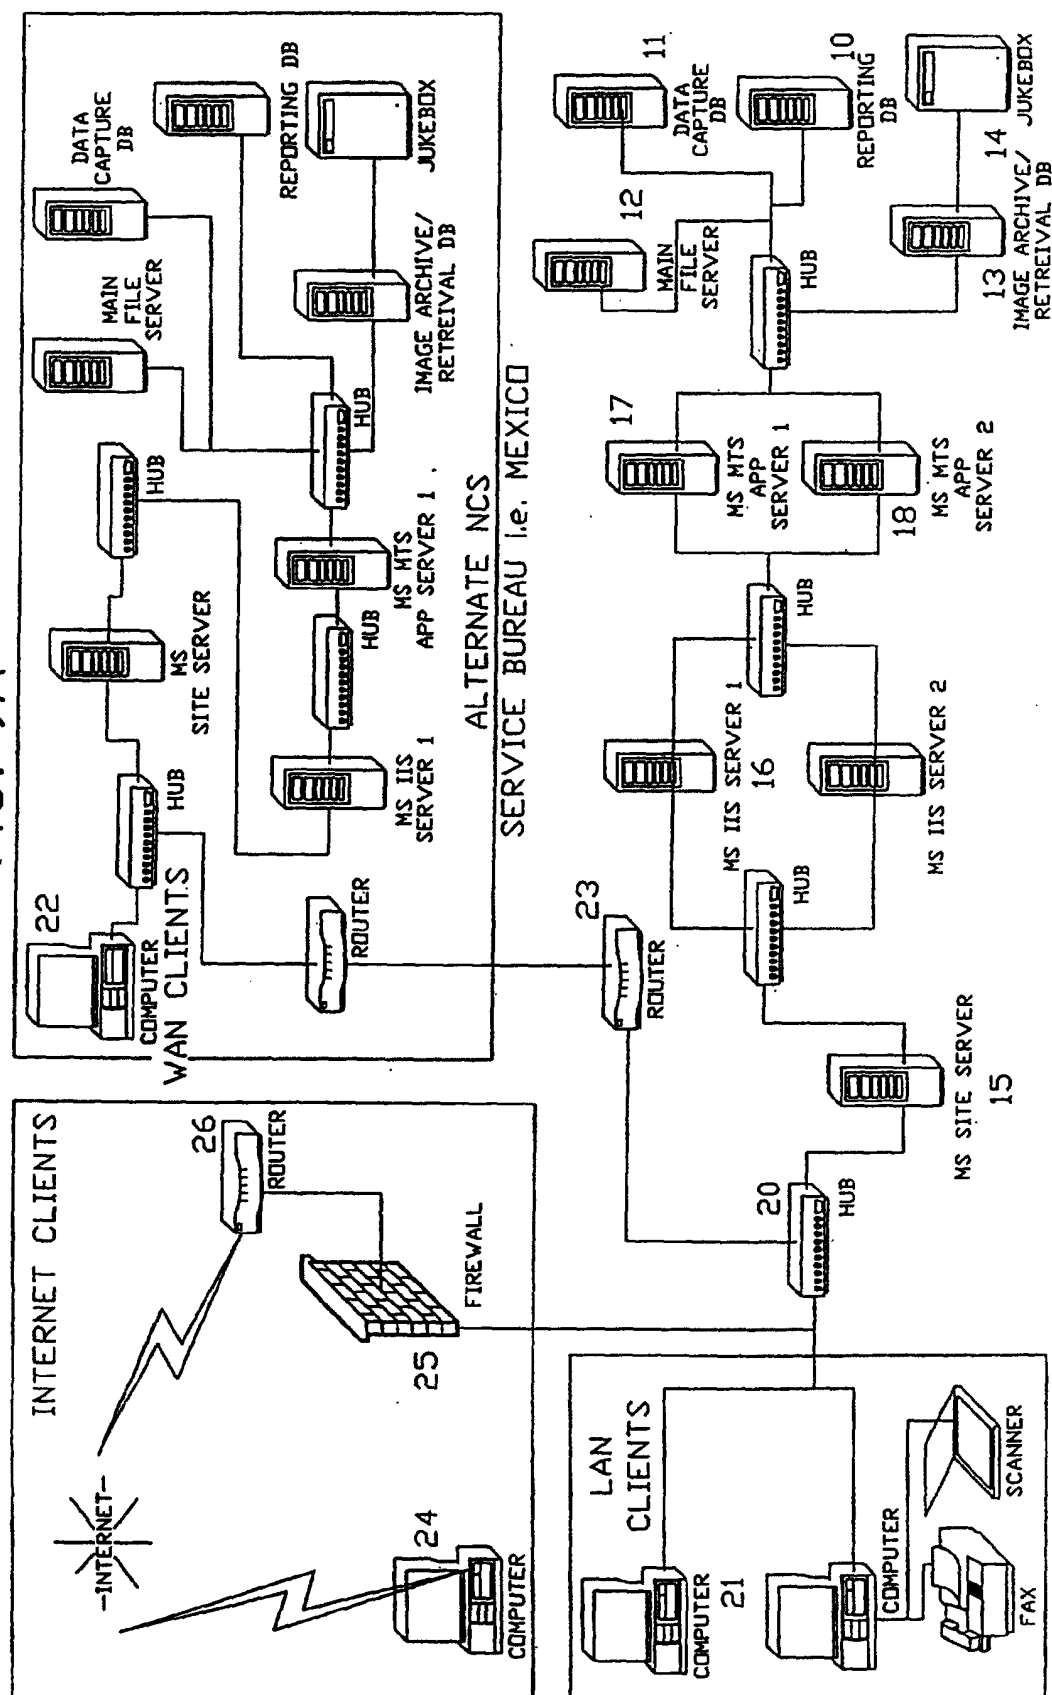 INTERNET CLIENTS
-INTERNET-
24
COMPUTER
26
ROUTER
25
FIREWALL
22
COMPUTER
WAN CLIENTS
HUB
MS
SITE SERVER
HUB
MAIN
FILE
SERVER
DATA
CAPTURE
DB
REPORTING DB
ROUTER
MS IIS
SERVER 1
HUB
MS MTS
APP SERVER 1
HUB
IMAGE ARCHIVE/
RETREIVAL DB
JUKEBOX
ALTERNATE NCS
SERVICE BUREAU i.e. MEXICO
LAN
CLIENTS
COMPUTER
21
COMPUTER
FAX
SCANNER
20
HUB
23
ROUTER
MS SITE SERVER
15
HUB
MS IIS SERVER 1
16
MS IIS SERVER 2
HUB
17
MS MTS
APP
SERVER 1
18
MS MTS
APP
SERVER 2
HUB
12
MAIN
FILE
SERVER
11
DATA
CAPTURE
DB
10
REPORTING
DB
13
IMAGE ARCHIVE/
RETREIVAL DB
14
JUKEBOX